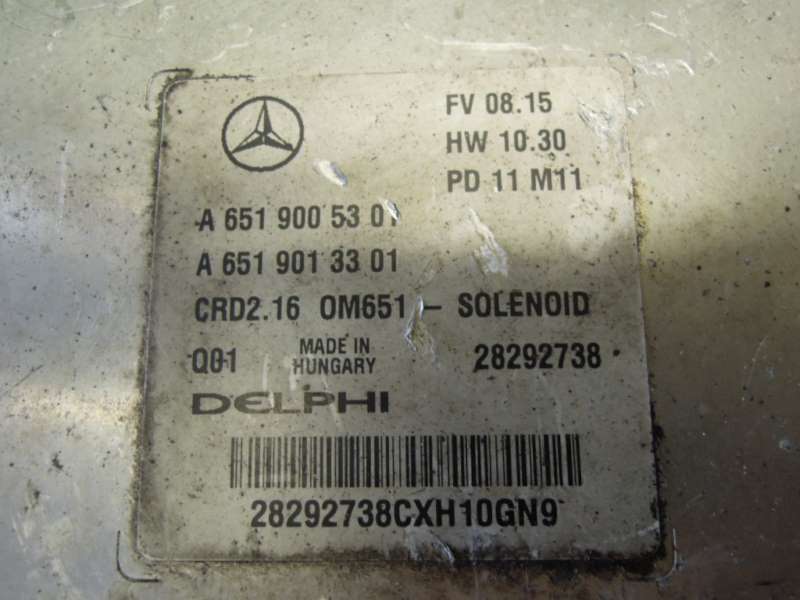 FV 08.15
HW 10.30
PD 11 M11
A 651 900 53 01
A 651 901 33 01
CRD2.16 OM651 – SOLENOID
Q01 MADE IN HUNGARY 28292738
DELPHI
28292738CXH10GN9